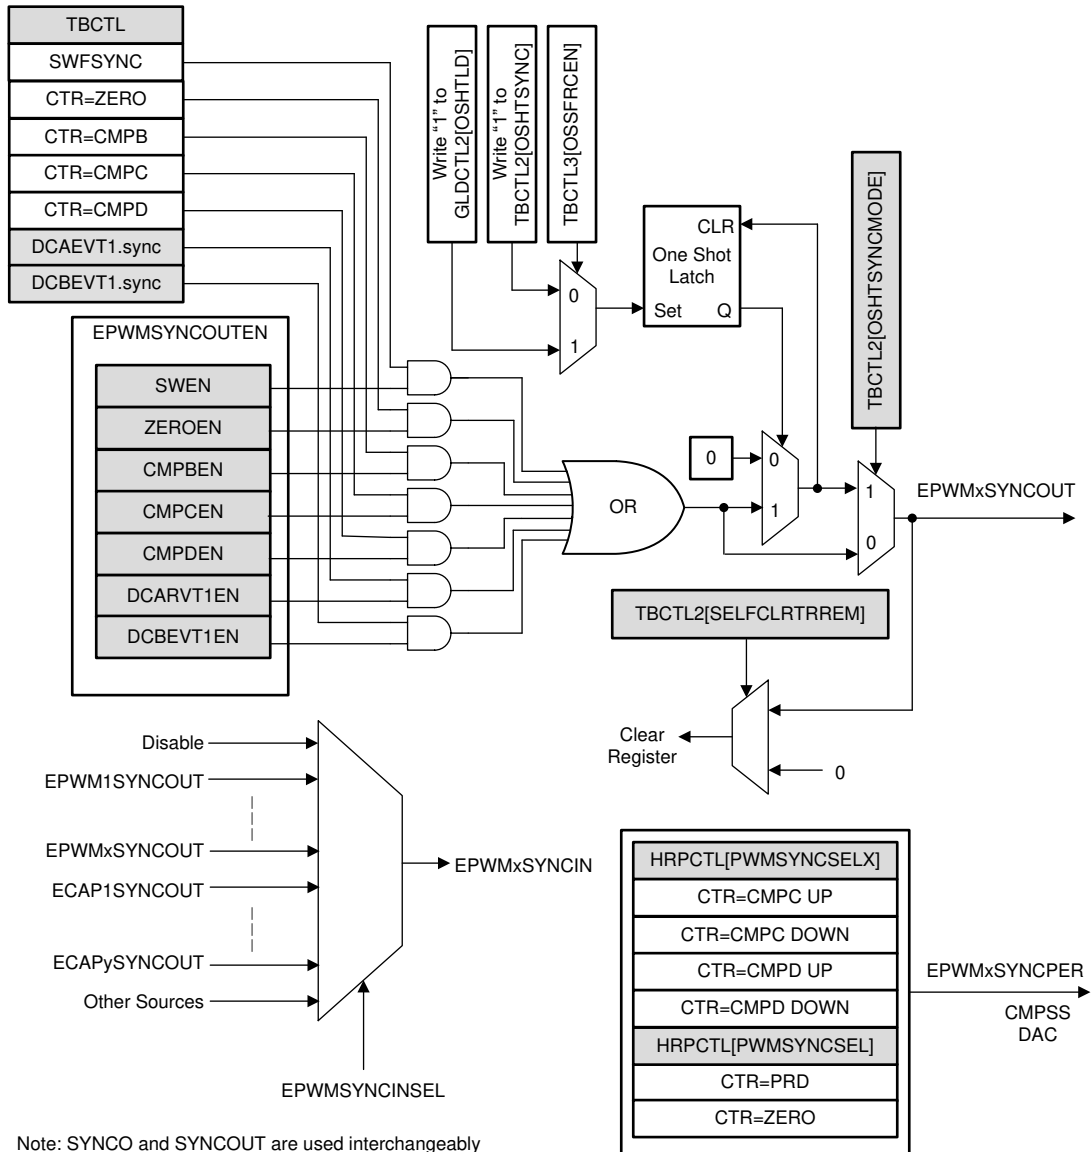 TBCTL
SWFSYNC
CTR=ZERO
CTR=CMPB
CTR=CMPC
CTR=CMPD
DCAEVT1.sync
DCBEVT1.sync
EPWMSYNCOUTEN
SWEN
ZEROEN
CMPBEN
CMPCEN
CMPDEN
DCARVT1EN
DCBEVT1EN
Write "1" to
GLDCTL2[OSHTLD]
Write "1" to
TBCTL2[OSHTSYNC]
TBCTL3[OSSFRCEN]
0
1
CLR
One Shot
Latch
Set Q
TBCTL2[OSHTSYNCMODE]
OR
0
0
1
1
0
EPWMxSYNCOUT
TBCTL2[SELFCLRTRREM]
Clear
Register
0
Disable
EPWM1SYNCOUT
EPWMxSYNCOUT
ECAP1SYNCOUT
ECAPySYNCOUT
Other Sources
EPWMxSYNCIN
EPWMSYNCINSEL
HRPCTL[PWMSYNCSELX]
CTR=CMPC UP
CTR=CMPC DOWN
CTR=CMPD UP
CTR=CMPD DOWN
HRPCTL[PWMSYNCSEL]
CTR=PRD
CTR=ZERO
EPWMxSYNCPER
CMPSS
DAC
Note: SYNCO and SYNCOUT are used interchangeably